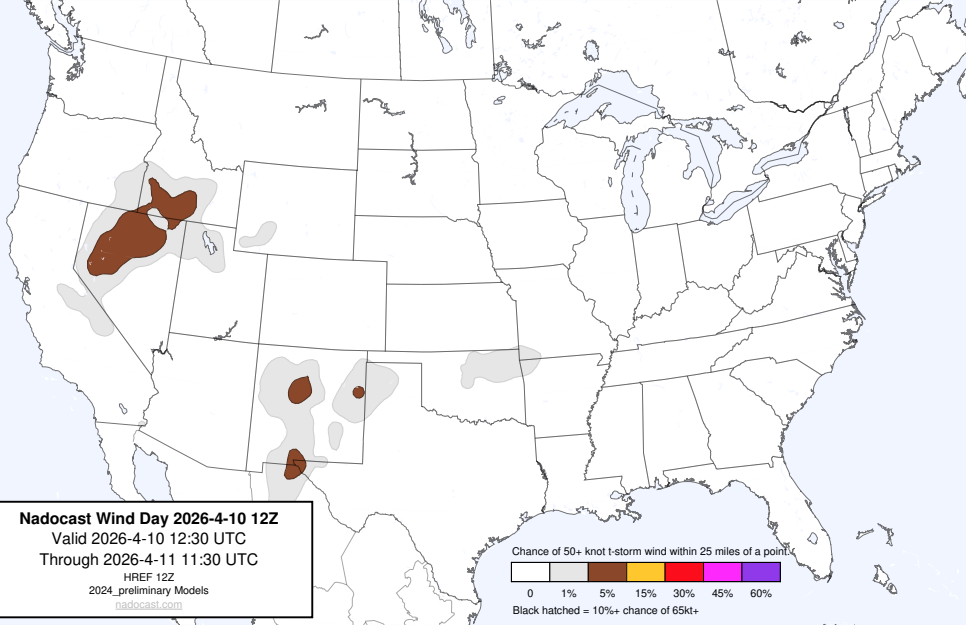 Nadocast Wind Day 2026-4-10 12Z
Valid 2026-4-10 12:30 UTC
Through 2026-4-11 11:30 UTC
HREF 12Z
2024_preliminary Models
nadocast.com
Chance of 50+ knot t-storm wind within 25 miles of a point.
0 1% 5% 15% 30% 45% 60%
Black hatched = 10%+ chance of 65kt+